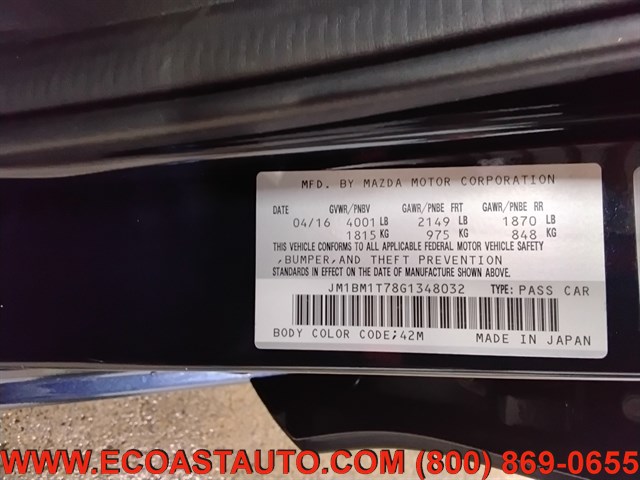 MFD. BY MAZDA MOTOR CORPORATION
DATE GVWR/PNBV GAWR/PNBE FRT GAWR/PNBE RR
04/16 4001 LB 2149 LB 1870 LB
1815 KG 975 KG 848 KG
THIS VEHICLE CONFORMS TO ALL APPLICABLE FEDERAL MOTOR VEHICLE SAFETY
,BUMPER,AND THEFT PREVENTION
STANDARDS IN EFFECT ON THE DATE OF MANUFACTURE SHOWN ABOVE.
JM1BM1T78G1348032 TYPE: PASS CAR
BODY COLOR CODE;42M MADE IN JAPAN
WWW.ECOASTAUTO.COM (800) 869-0655